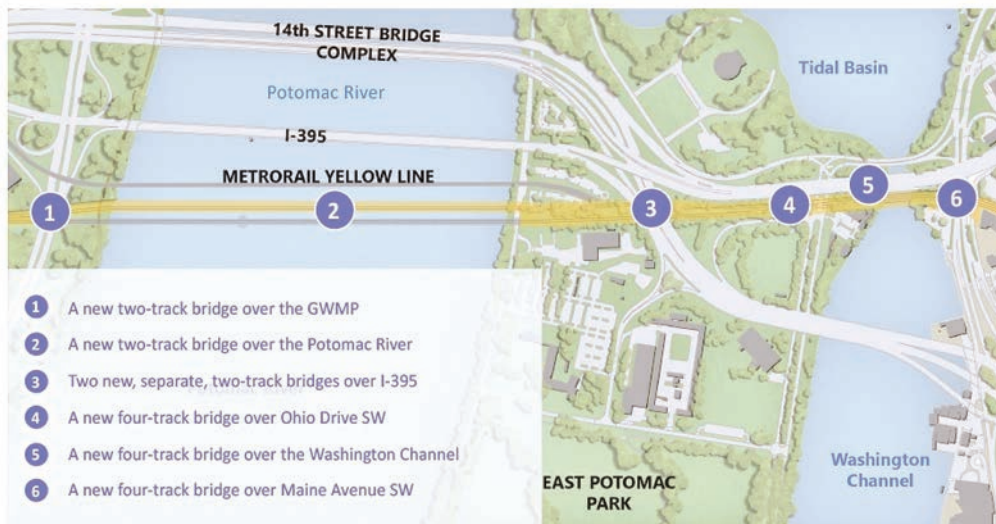 14th STREET BRIDGE
COMPLEX
Tidal Basin
Potomac River
I-395
METRORAIL YELLOW LINE
1
2
3
4
5
6
1 A new two-track bridge over the GWMP
2 A new two-track bridge over the Potomac River
3 Two new, separate, two-track bridges over I-395
4 A new four-track bridge over Ohio Drive SW
5 A new four-track bridge over the Washington Channel
6 A new four-track bridge over Maine Avenue SW
EAST POTOMAC
PARK
Washington
Channel